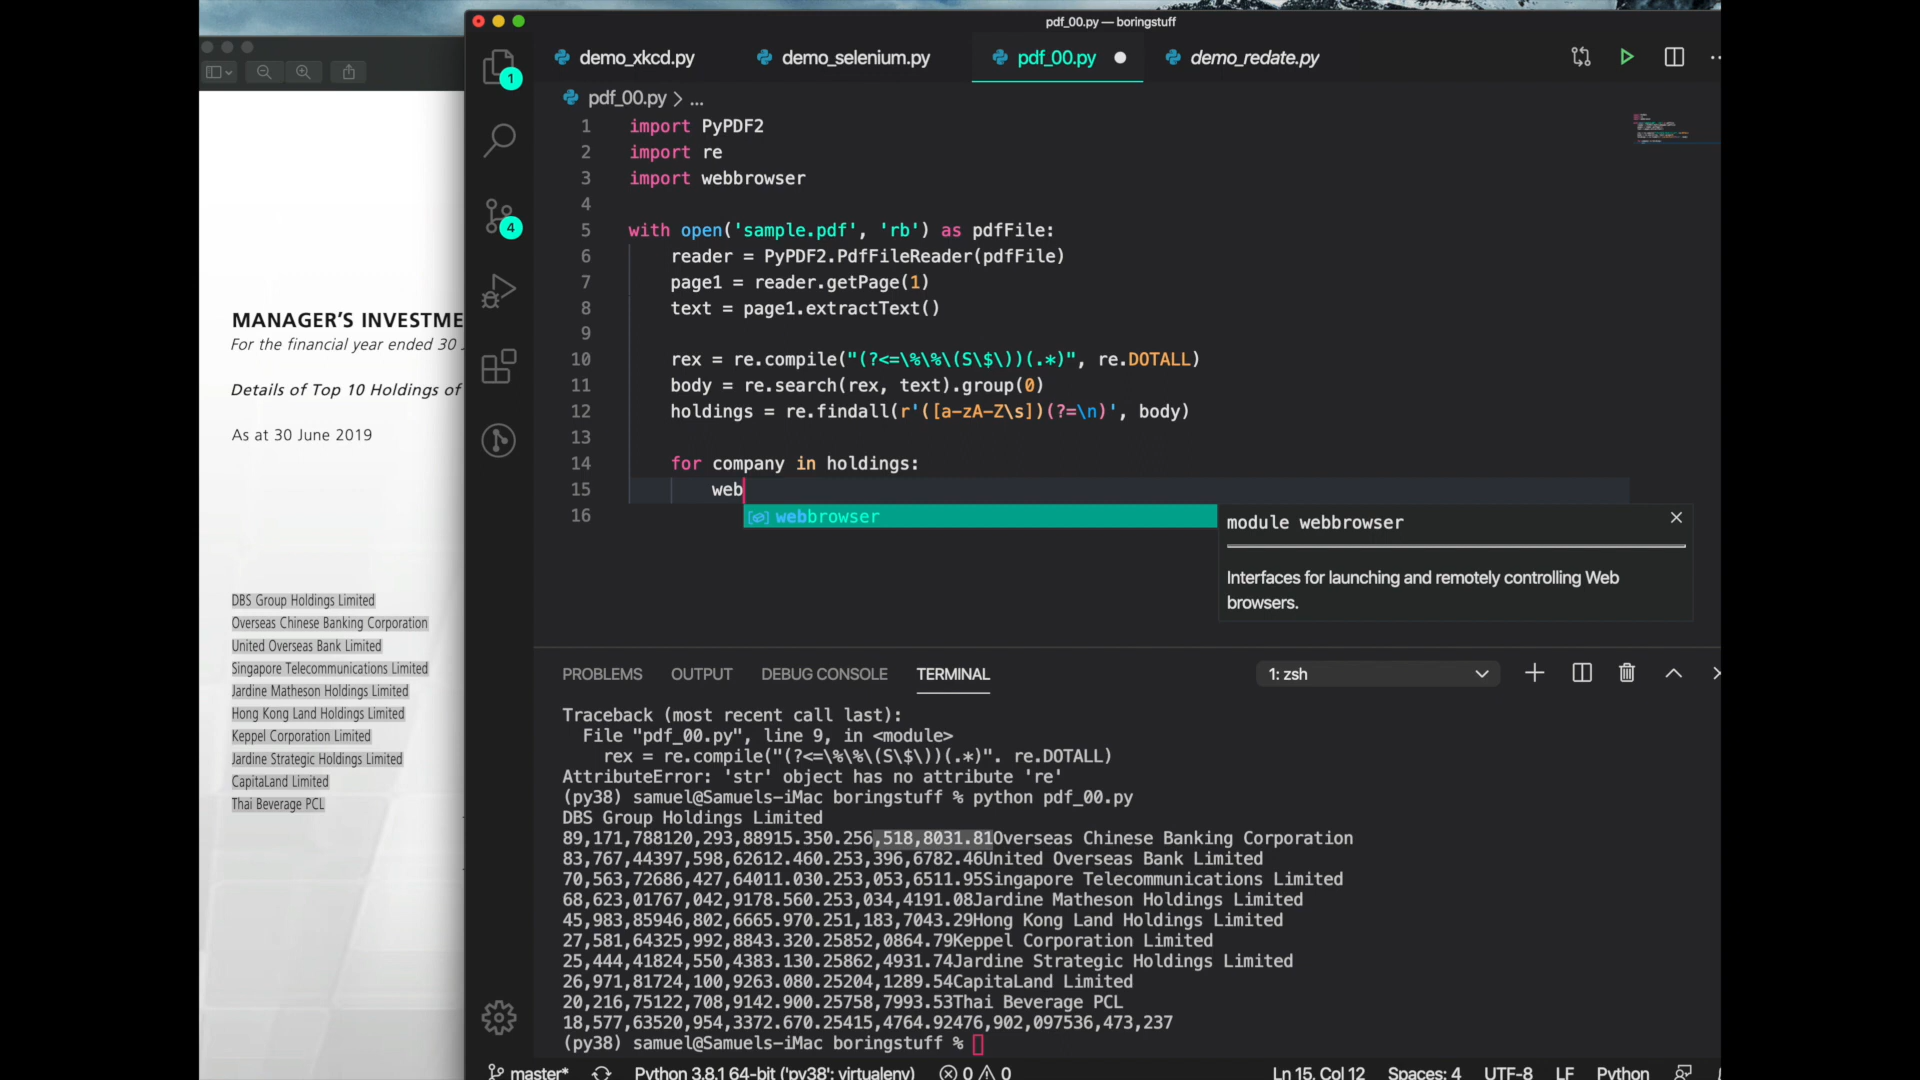 pdf_00.py — boringstuff
demo_xkcd.py
demo_selenium.py
pdf_00.py
demo_redate.py
pdf_00.py > ...
1 import PyPDF2
2 import re
3 import webbrowser
4
5 with open('sample.pdf', 'rb') as pdfFile:
6 reader = PyPDF2.PdfFileReader(pdfFile)
7 page1 = reader.getPage(1)
8 text = page1.extractText()
9
10 rex = re.compile("(?<=\%\%\(S\$\))(.*)", re.DOTALL)
11 body = re.search(rex, text).group(0)
12 holdings = re.findall(r'([a-zA-Z\s])(?=\n)', body)
13
14 for company in holdings:
15 web
16
webbrowser
module webbrowser
Interfaces for launching and remotely controlling Web
browsers.
1
4
MANAGER'S INVESTME
For the financial year ended 30
Details of Top 10 Holdings of
As at 30 June 2019
DBS Group Holdings Limited
Overseas Chinese Banking Corporation
United Overseas Bank Limited
Singapore Telecommunications Limited
Jardine Matheson Holdings Limited
Hong Kong Land Holdings Limited
Keppel Corporation Limited
Jardine Strategic Holdings Limited
CapitaLand Limited
Thai Beverage PCL
PROBLEMS OUTPUT DEBUG CONSOLE TERMINAL
1: zsh
Traceback (most recent call last):
File "pdf_00.py", line 9, in <module>
rex = re.compile("(?<=\%\%\(S\$\))(.*)". re.DOTALL)
AttributeError: 'str' object has no attribute 're'
(py38) samuel@Samuels-iMac boringstuff % python pdf_00.py
DBS Group Holdings Limited
89,171,788120,293,88915.350.256,518,8031.81Overseas Chinese Banking Corporation
83,767,44397,598,62612.460.253,396,6782.46United Overseas Bank Limited
70,563,72686,427,64011.030.253,053,6511.95Singapore Telecommunications Limited
68,623,01767,042,9178.560.253,034,4191.08Jardine Matheson Holdings Limited
45,983,85946,802,6665.970.251,183,7043.29Hong Kong Land Holdings Limited
27,581,64325,992,8843.320.25852,0864.79Keppel Corporation Limited
25,444,41824,550,4383.130.25862,4931.74Jardine Strategic Holdings Limited
26,971,81724,100,9263.080.25204,1289.54CapitaLand Limited
20,216,75122,708,9142.900.25758,7993.53Thai Beverage PCL
18,577,63520,954,3372.670.25415,4764.92476,902,097536,473,237
(py38) samuel@Samuels-iMac boringstuff %
master* Python 3.8.1 64-bit ('py38': virtualenv) 0 0 Ln 15, Col 12 Spaces: 4 UTF-8 LF Python